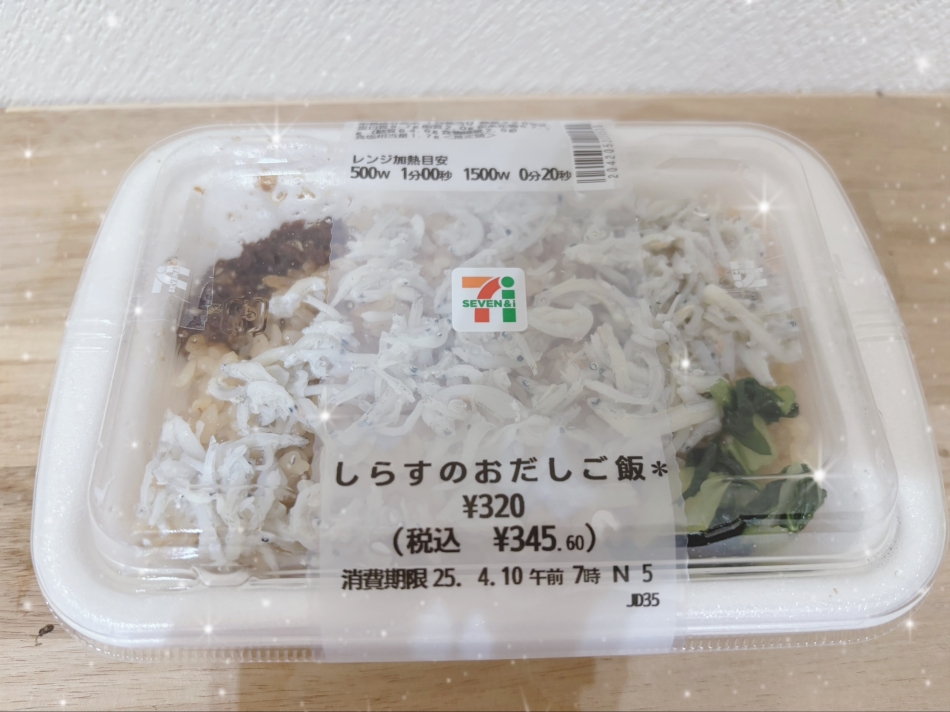 レンジ加熱目安
500W 1分00秒 1500W 0分20秒
SEVEN&i
しらすのおだしご飯*
¥320
(税込 ¥345.60)
消費期限 25. 4.10 午前 7時 N 5
JD35